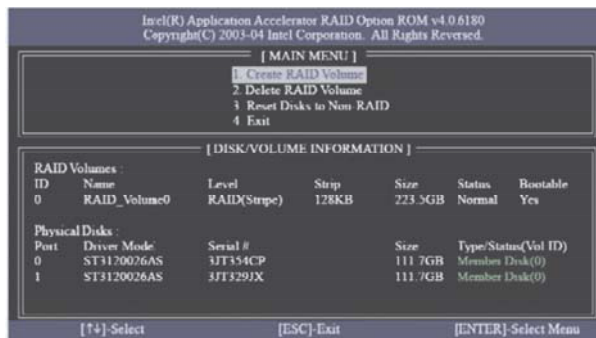 Intel(R) Application Accelerator RAID Option ROM v4.0.6180
Copyright(C) 2003-04 Intel Corporation. All Rights Reversed.
[ MAIN MENU ]
1. Create RAID Volume
2. Delete RAID Volume
3 Reset Disks to Non-RAID
4 Exit
[ DISK/VOLUME INFORMATION ]
RAID Volumes :
ID Name Level Strip Size Status Bootable
0 RAID_Volume0 RAID(Stripe) 128KB 223.5GB Normal Yes
Physical Disks :
Port Driver Mode Serial # Size Type/Status(Vol ID)
0 ST3120026AS 3JT354CP 111.7GB Member Disk(0)
1 ST3120026AS 3JT329JX 111.7GB Member Disk(0)
[↑↓]-Select [ESC]-Exit [ENTER]-Select Menu